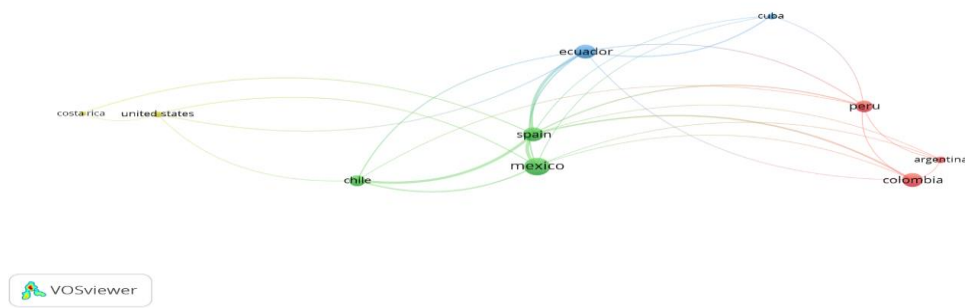 cuba
ecuador
costa rica
united states
peru
spain
mexico
argentina
chile
colombia
VOSviewer